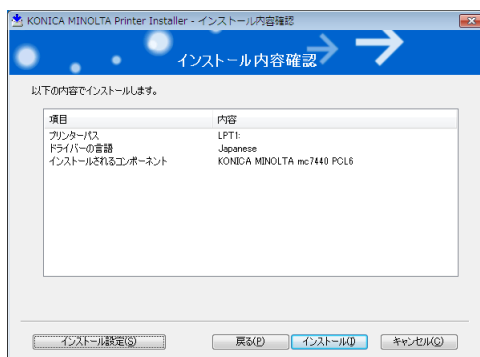 KONICA MINOLTA Printer Installer - インストール内容確認
インストール内容確認
以下の内容でインストールします。
項目 内容
プリンターパス LPT1:
ドライバーの言語 Japanese
インストールされるコンポーネント KONICA MINOLTA mc7440 PCL6
インストール設定(S) 戻る(P) インストール(I) キャンセル(C)